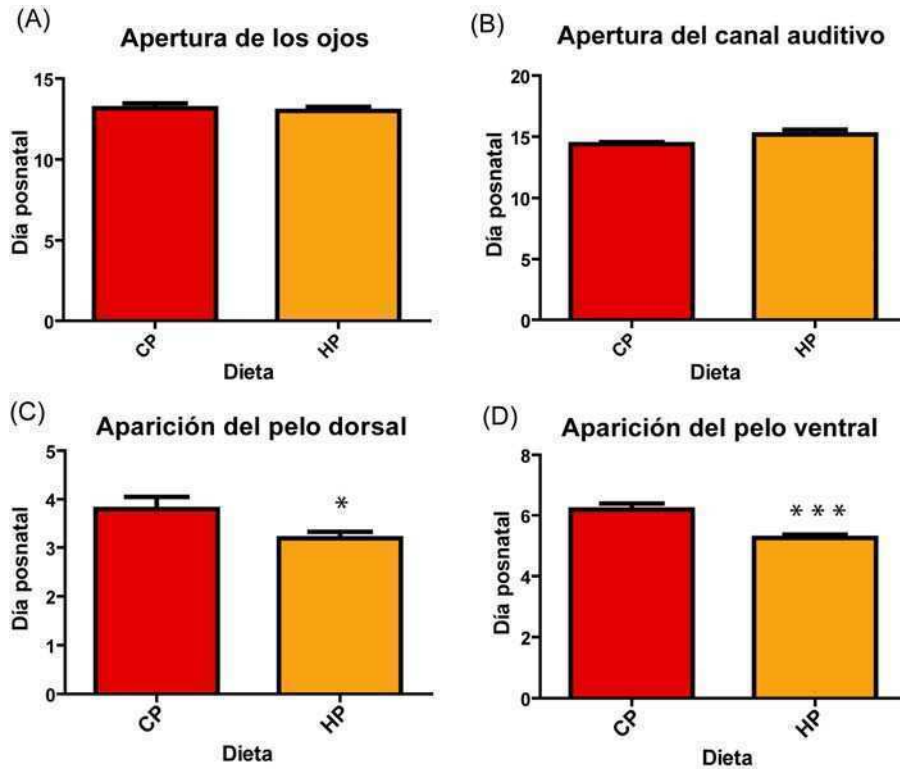 (A)
Apertura de los ojos
15
10
5
0
Día posnatal
CP
HP
Dieta
(B)
Apertura del canal auditivo
20
15
10
5
0
Día posnatal
CP
HP
Dieta
(C)
Aparición del pelo dorsal
5
4
3
2
1
0
Día posnatal
*
CP
HP
Dieta
(D)
Aparición del pelo ventral
8
6
4
2
0
Día posnatal
* * *
CP
HP
Dieta